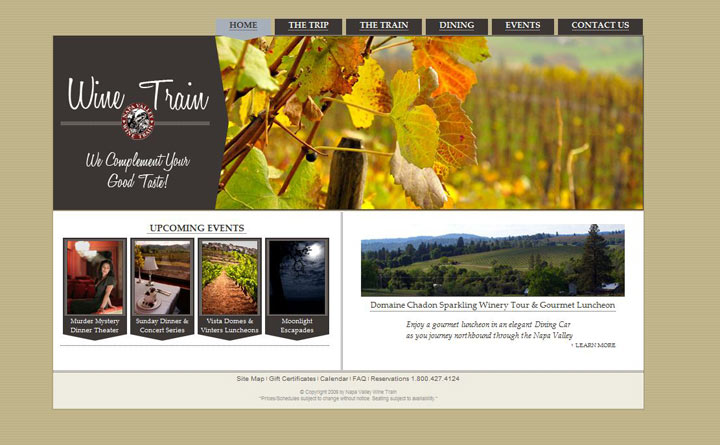 HOME
THE TRIP
THE TRAIN
DINING
EVENTS
CONTACT US
Wine Train
NAPA VALLEY
WINE TRAIN
We Complement Your
Good Taste!
UPCOMING EVENTS
Murder Mystery
Dinner Theater
Sunday Dinner &
Concert Series
Vista Domes &
Vinters Luncheons
Moonlight
Escapades
Domaine Chadon Sparkling Winery Tour & Gourmet Luncheon
Enjoy a gourmet luncheon in an elegant Dining Car
as you journey northbound through the Napa Valley
› LEARN MORE
Site Map | Gift Certificates | Calendar | FAQ | Reservations 1.800.427.4124
© Copyright 2009 by Napa Valley Wine Train
*Prices/Schedules subject to change without notice. Seating subject to availability.*